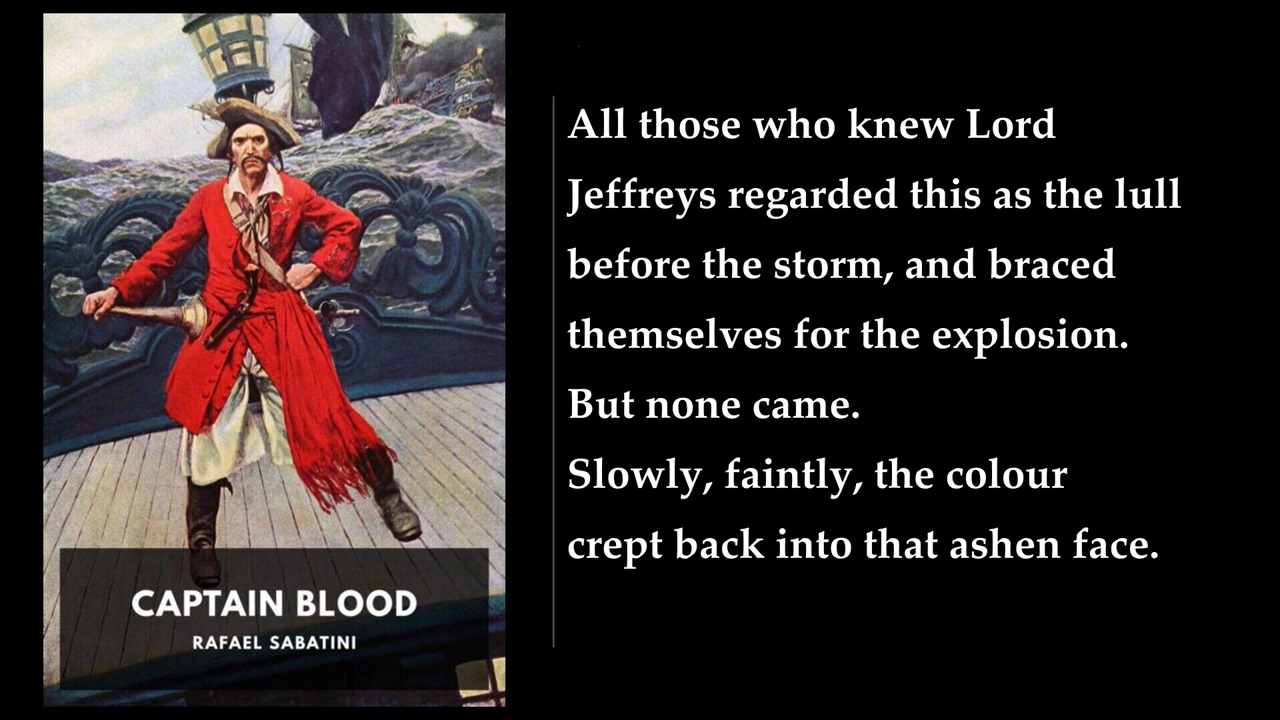 CAPTAIN BLOOD
RAFAEL SABATINI
All those who knew Lord
Jeffreys regarded this as the lull
before the storm, and braced
themselves for the explosion.
But none came.
Slowly, faintly, the colour
crept back into that ashen face.